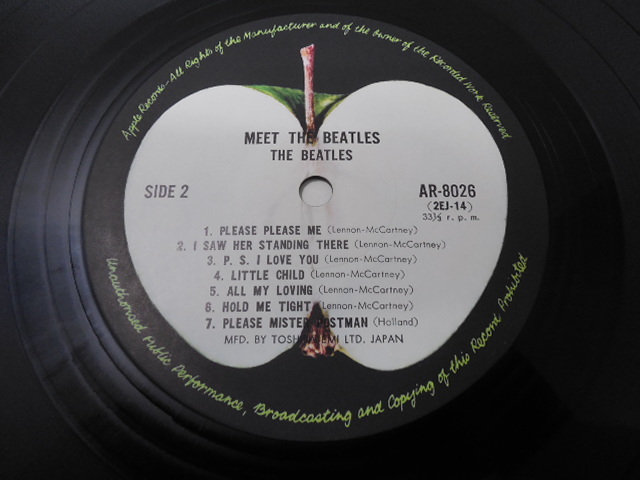 Apple Records-All Rights of the Manufacturer and of the Owner of the Recorded Work Reserved
MEET THE BEATLES
THE BEATLES
SIDE 2
AR-8026
(2EJ-14)
33⅓ r. p. m.
1. PLEASE PLEASE ME (Lennon-McCartney)
2. I SAW HER STANDING THERE (Lennon-McCartney)
3. P. S. I LOVE YOU (Lennon-McCartney)
4. LITTLE CHILD (Lennon-McCartney)
5. ALL MY LOVING (Lennon-McCartney)
6. HOLD ME TIGHT (Lennon-McCartney)
7. PLEASE MISTER POSTMAN (Holland)
MFD. BY TOSHIBA EMI LTD. JAPAN
Unauthorised Public Performance, Broadcasting and Copying of this Record Prohibited